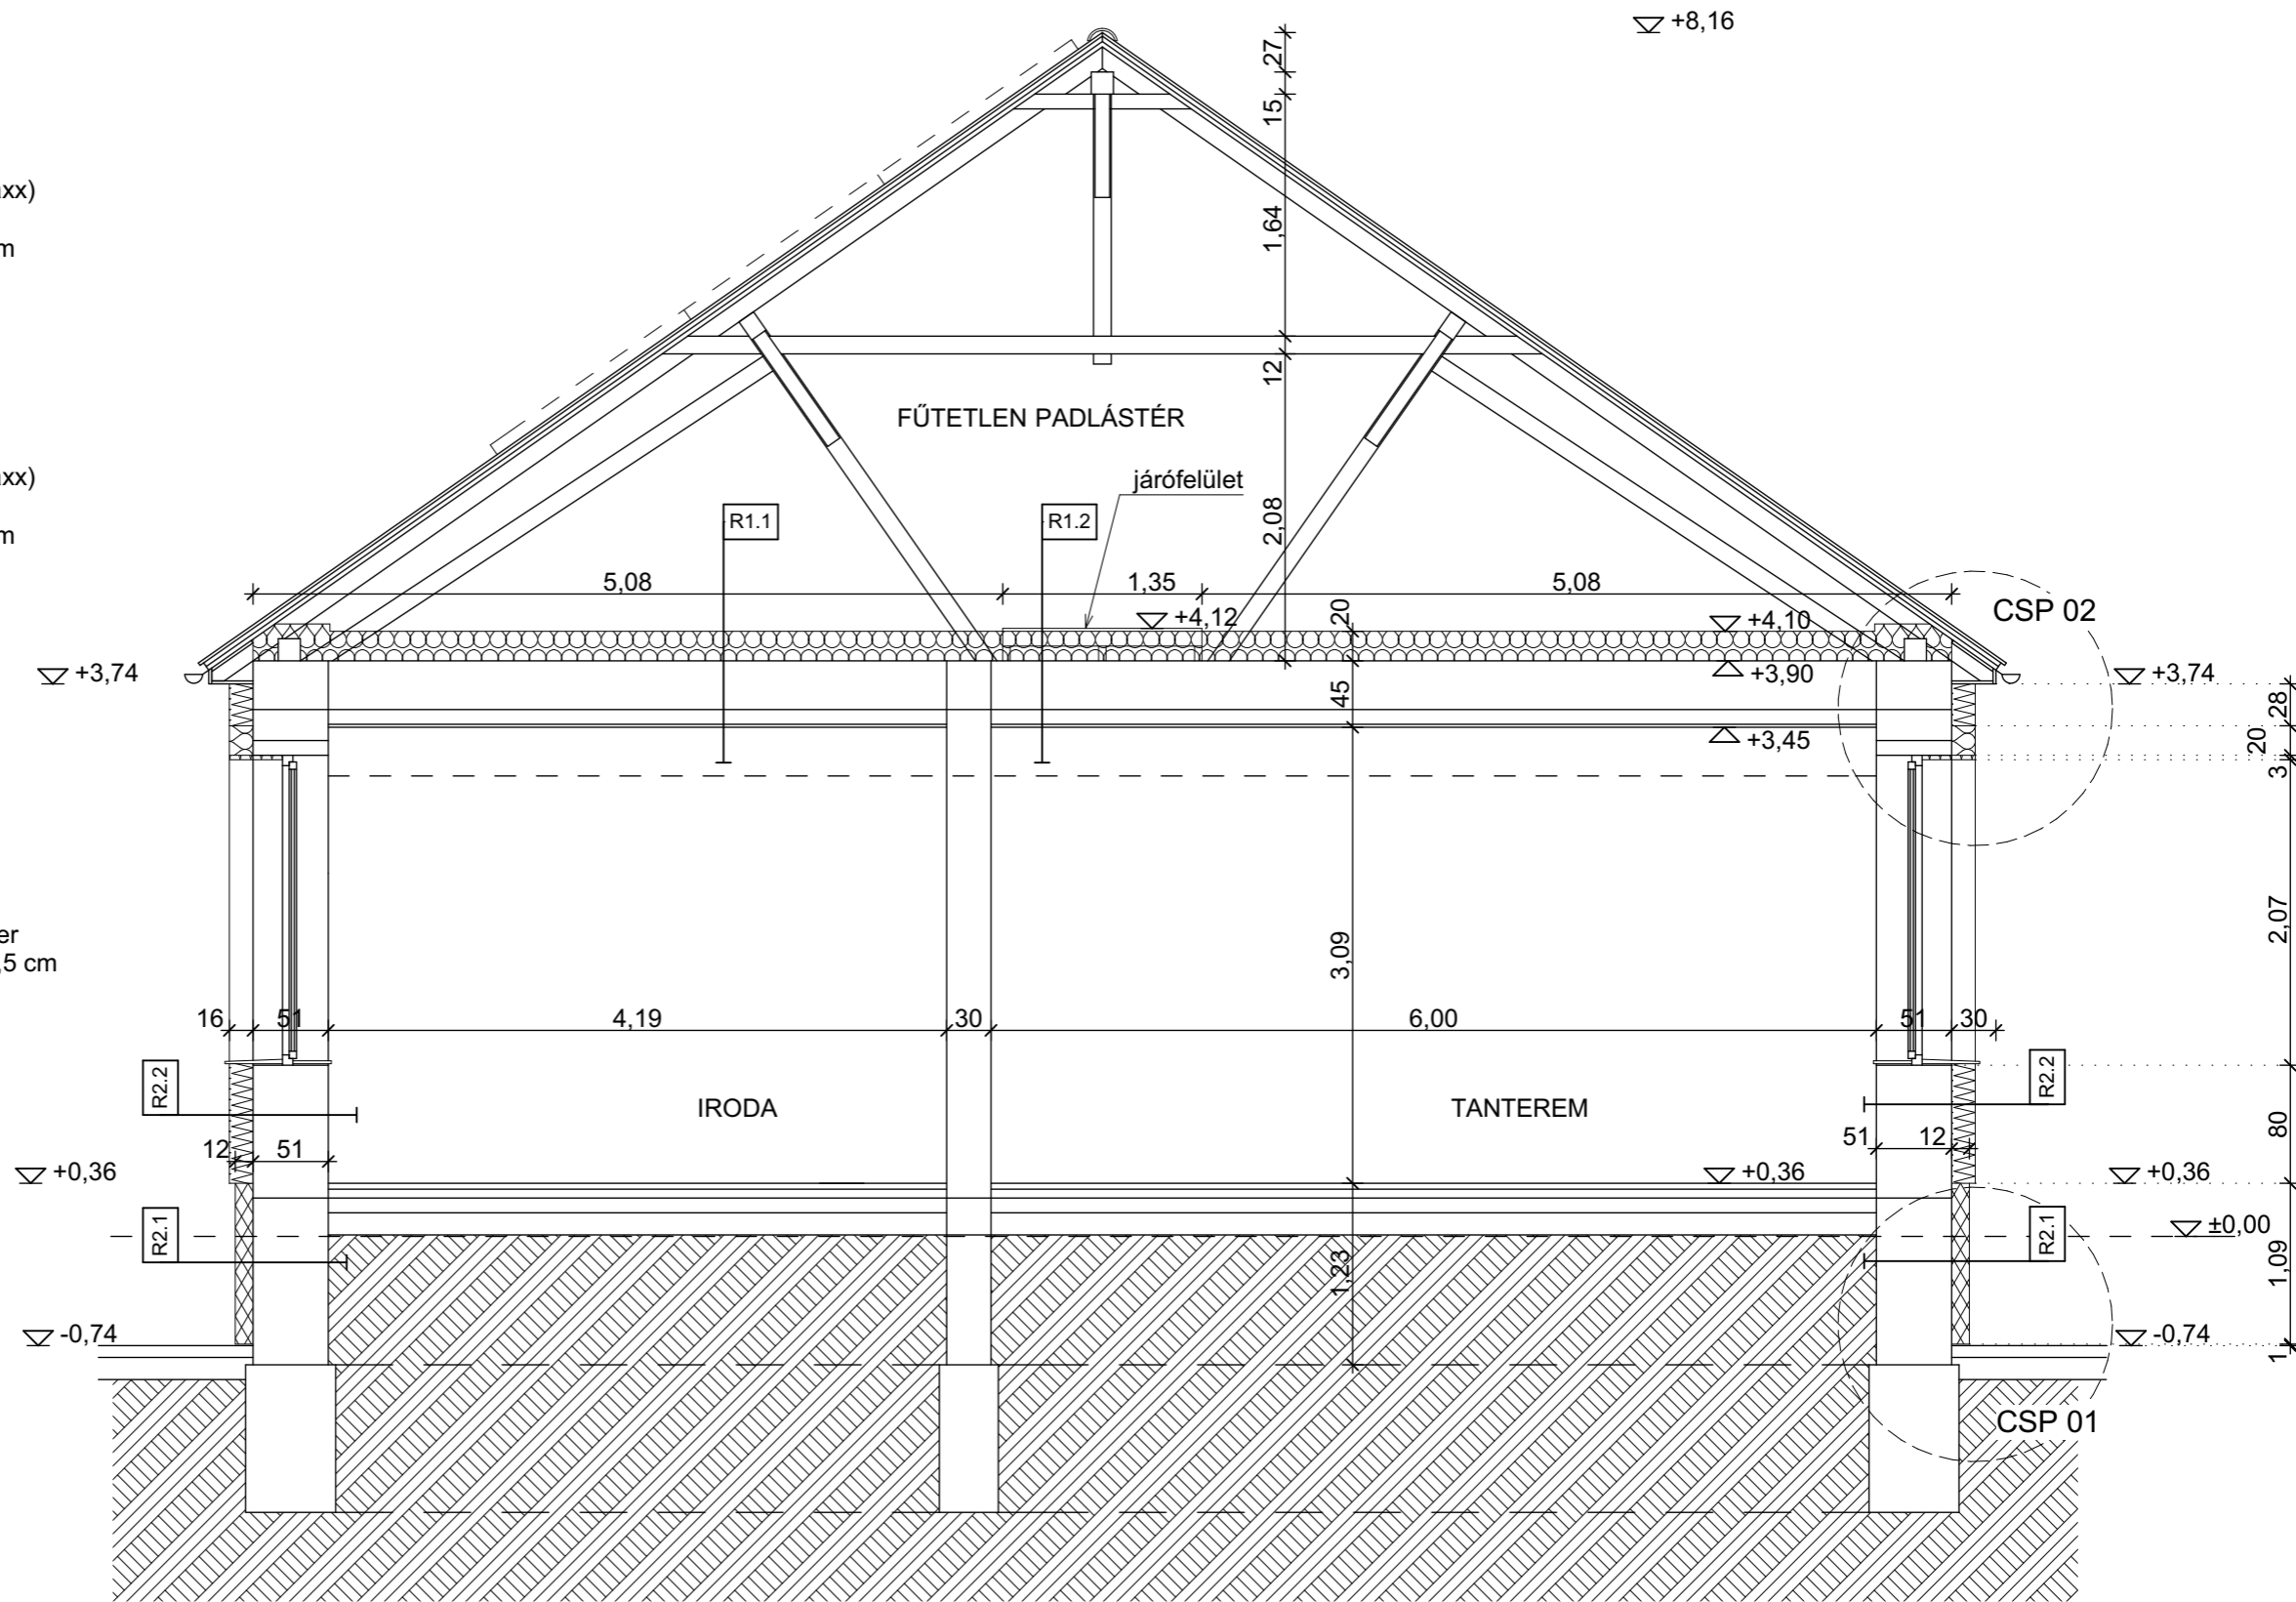 +8,16
27
15
xx)
m
1,64
12
FŰTETLEN PADLÁSTÉR
járófelület
xx)
R1.1
R1.2
2,08
m
5,08
1,35
5,08
CSP 02
20
+4,12
+4,10
+3,74
+3,90
+3,74
45
28
+3,45
20
3
er
,5 cm
3,09
2,07
16
51
4,19
30
6,00
51
30
R2.2
R2.2
IRODA
TANTEREM
80
12
51
51
12
+0,36
+0,36
+0,36
R2.1
R2.1
±0,00
1,23
1,09
-0,74
-0,74
1
CSP 01